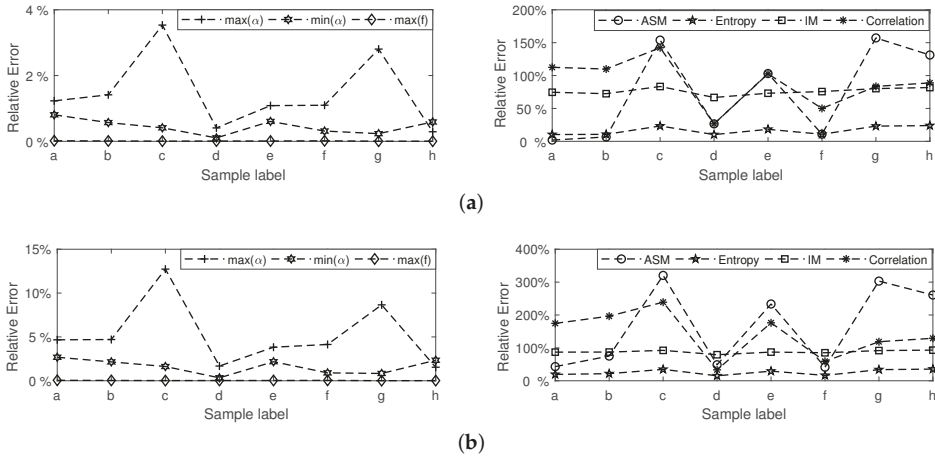 4 %
2 %
0 %
Relative Error
max(α) min(α) max(f)
a b c d e f g h
Sample label
200%
150%
100%
50%
0 %
Relative Error
ASM Entropy IM Correlation
a b c d e f g h
Sample label
(a)
15%
10%
5 %
0 %
Relative Error
max(α) min(α) max(f)
a b c d e f g h
Sample label
400%
300%
200%
100%
0 %
Relative Error
ASM Entropy IM Correlation
a b c d e f g h
Sample label
(b)